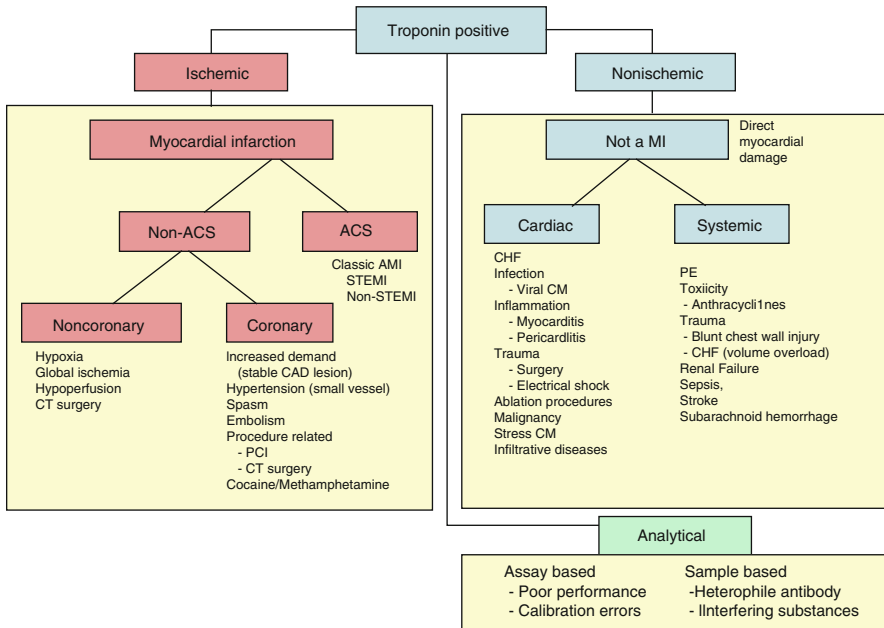 Troponin positive
Ischemic
Nonischemic
Myocardial infarction
Non-ACS
ACS
Classic AMI
STEMI
Non-STEMI
Noncoronary
Hypoxia
Global ischemia
Hypoperfusion
CT surgery
Coronary
Increased demand
(stable CAD lesion)
Hypertension (small vessel)
Spasm
Embolism
Procedure related
- PCI
- CT surgery
Cocaine/Methamphetamine
Not a MI
Direct
myocardial
damage
Cardiac
CHF
Infection
- Viral CM
Inflammation
- Myocarditis
- Pericardlitis
Trauma
- Surgery
- Electrical shock
Ablation procedures
Malignancy
Stress CM
Infiltrative diseases
Systemic
PE
Toxiicity
- Anthracycli1nes
Trauma
- Blunt chest wall injury
- CHF (volume overload)
Renal Failure
Sepsis,
Stroke
Subarachnoid hemorrhage
Analytical
Assay based
- Poor performance
- Calibration errors
Sample based
-Heterophile antibody
- lInterfering substances